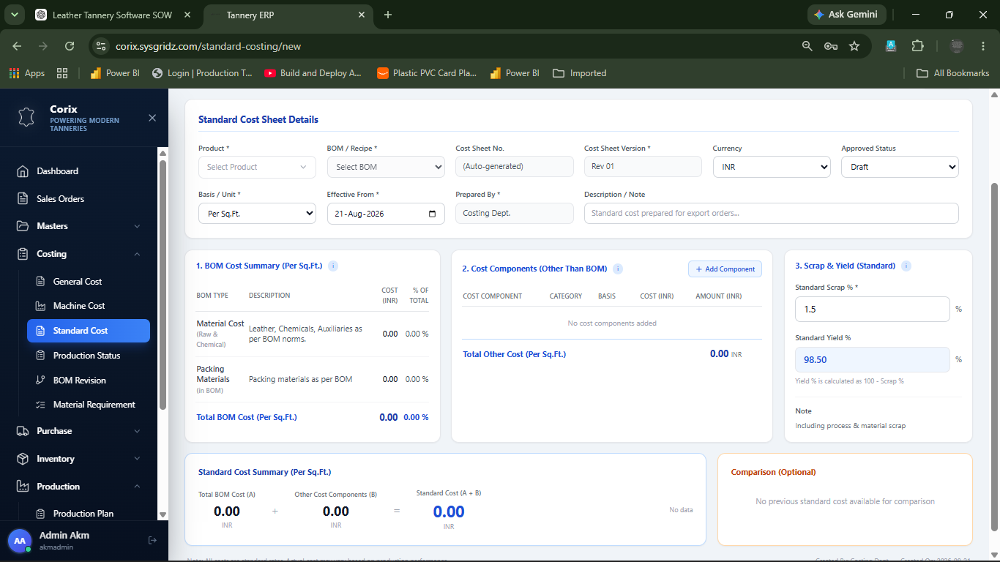 Leather Tannery Software SOW
Tannery ERP
Ask Gemini
corix.sysgridz.com/standard-costing/new
Apps
Power BI
Login | Production T...
Build and Deploy A...
Plastic PVC Card Pla...
Power BI
Imported
All Bookmarks
Corix
POWERING MODERN
TANNERIES
Dashboard
Sales Orders
Masters
Costing
General Cost
Machine Cost
Standard Cost
Production Status
BOM Revision
Material Requirement
Purchase
Inventory
Production
Production Plan
AA
Admin Akm
akmadmin
Standard Cost Sheet Details
Product *
Select Product
BOM / Recipe *
Select BOM
Cost Sheet No.
(Auto-generated)
Cost Sheet Version *
Rev 01
Currency
INR
Approved Status
Draft
Basis / Unit *
Per Sq.Ft.
Effective From *
21-Aug-2026
Prepared By *
Costing Dept.
Description / Note
Standard cost prepared for export orders...
1. BOM Cost Summary (Per Sq.Ft.) i
BOM TYPE DESCRIPTION COST (INR) % OF TOTAL
Material Cost
(Raw & Chemical)
Leather, Chemicals, Auxiliaries as
per BOM norms.
0.00 0.00 %
Packing
Materials
(in BOM)
Packing materials as per BOM
0.00 0.00 %
Total BOM Cost (Per Sq.Ft.) 0.00 0.00 %
2. Cost Components (Other Than BOM) i
+ Add Component
COST COMPONENT CATEGORY BASIS COST (INR) AMOUNT (INR)
No cost components added
Total Other Cost (Per Sq.Ft.) 0.00 INR
3. Scrap & Yield (Standard) i
Standard Scrap % *
1.5 %
Standard Yield %
98.50 %
Yield % is calculated as 100 - Scrap %
Note
Including process & material scrap
Standard Cost Summary (Per Sq.Ft.)
Total BOM Cost (A)
0.00
INR
+
Other Cost Components (B)
0.00
INR
=
Standard Cost (A + B)
0.00
INR
No data
Comparison (Optional)
No previous standard cost available for comparison